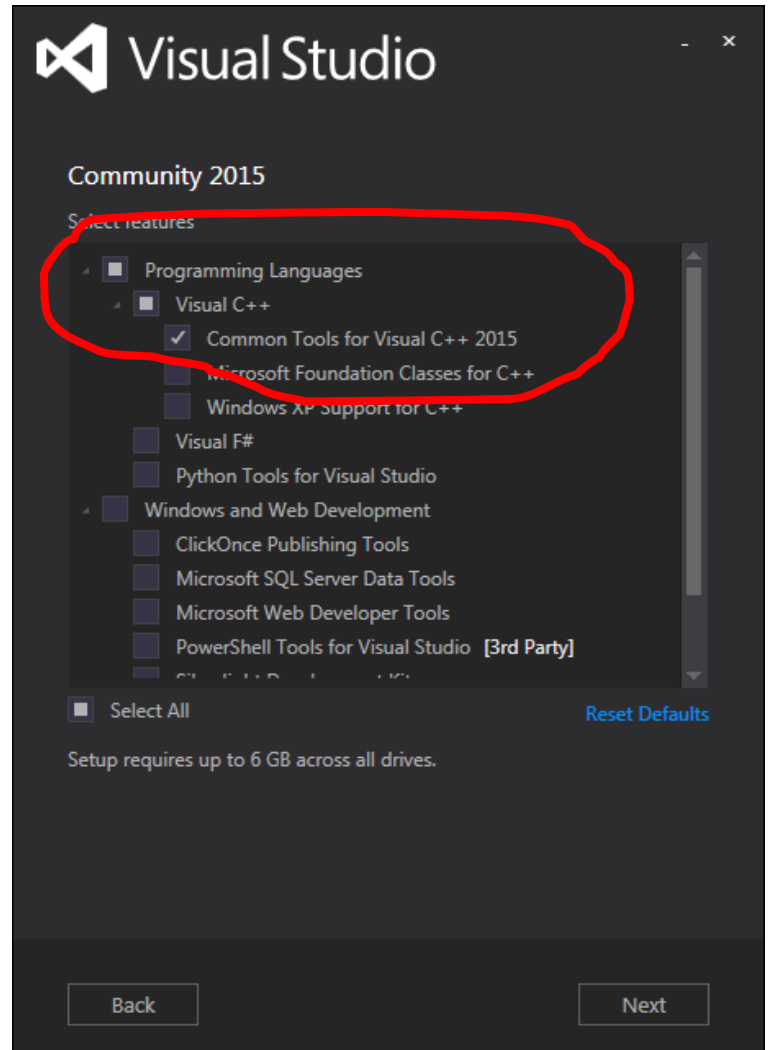 Visual Studio
Community 2015
Select features
Programming Languages
Visual C++
Common Tools for Visual C++ 2015
Microsoft Foundation Classes for C++
Windows XP Support for C++
Visual F#
Python Tools for Visual Studio
Windows and Web Development
ClickOnce Publishing Tools
Microsoft SQL Server Data Tools
Microsoft Web Developer Tools
PowerShell Tools for Visual Studio [3rd Party]
Select All
Reset Defaults
Setup requires up to 6 GB across all drives.
Back
Next